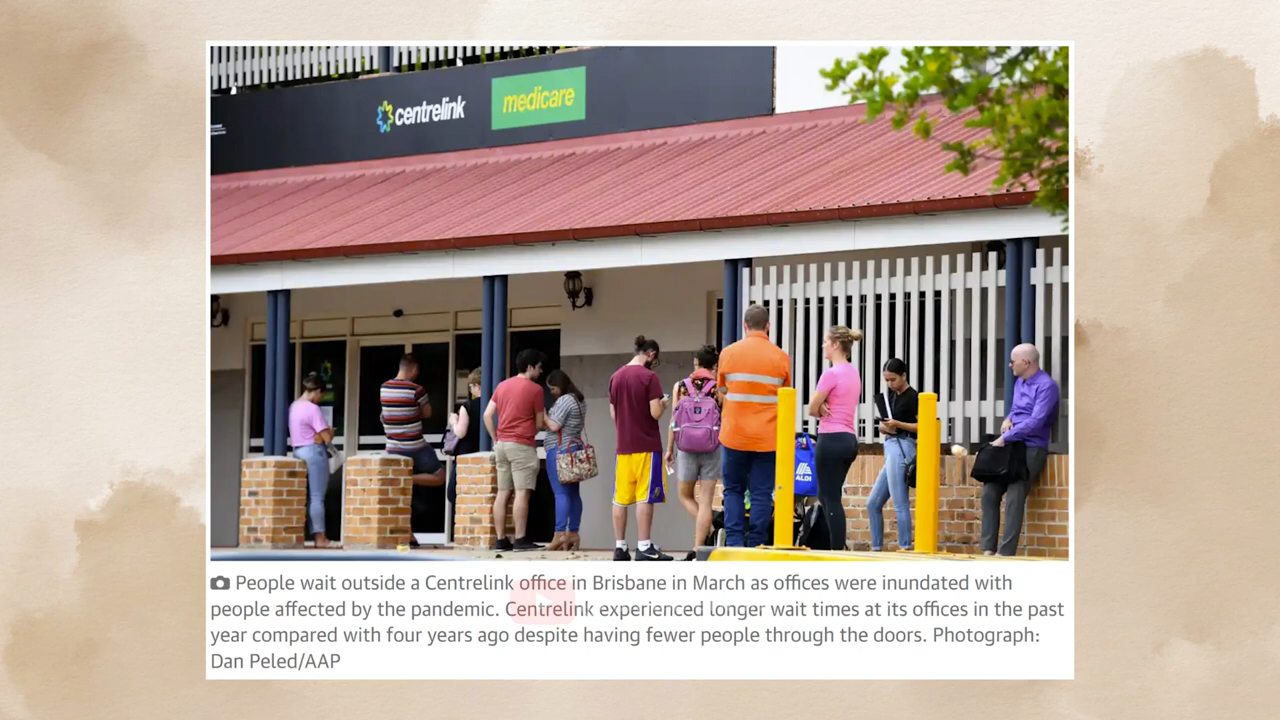 centrelink
medicare
ALDI
People wait outside a Centrelink office in Brisbane in March as offices were inundated with
people affected by the pandemic. Centrelink experienced longer wait times at its offices in the past
year compared with four years ago despite having fewer people through the doors. Photograph:
Dan Peled/AAP